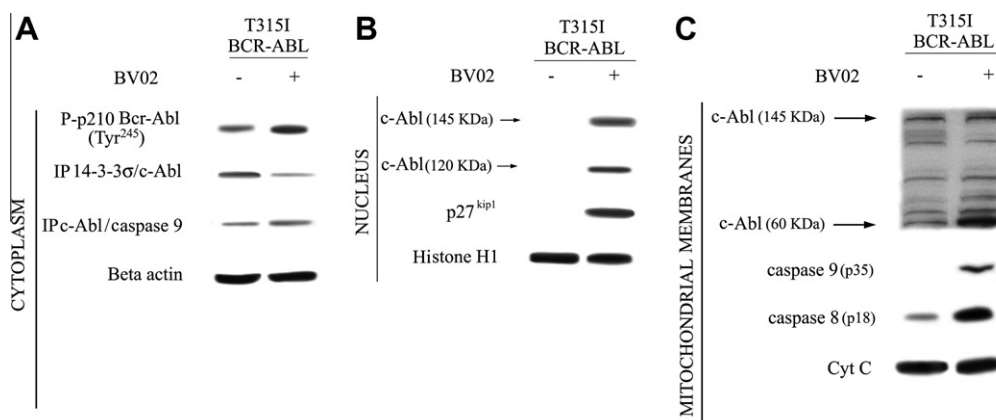 A
T315I
BCR-ABL
BV02
- +
P-p210 Bcr-Abl
(Tyr245)
IP 14-3-3σ/c-Abl
IP c-Abl/caspase 9
Beta actin
CYTOPLASM
B
T315I
BCR-ABL
BV02
- +
c-Abl (145 KDa)
c-Abl (120 KDa)
p27 kip1
Histone H1
NUCLEUS
C
T315I
BCR-ABL
BV02
- +
c-Abl (145 KDa)
c-Abl (60 KDa)
caspase 9 (p35)
caspase 8 (p18)
Cyt C
MITOCHONDRIAL MEMBRANES